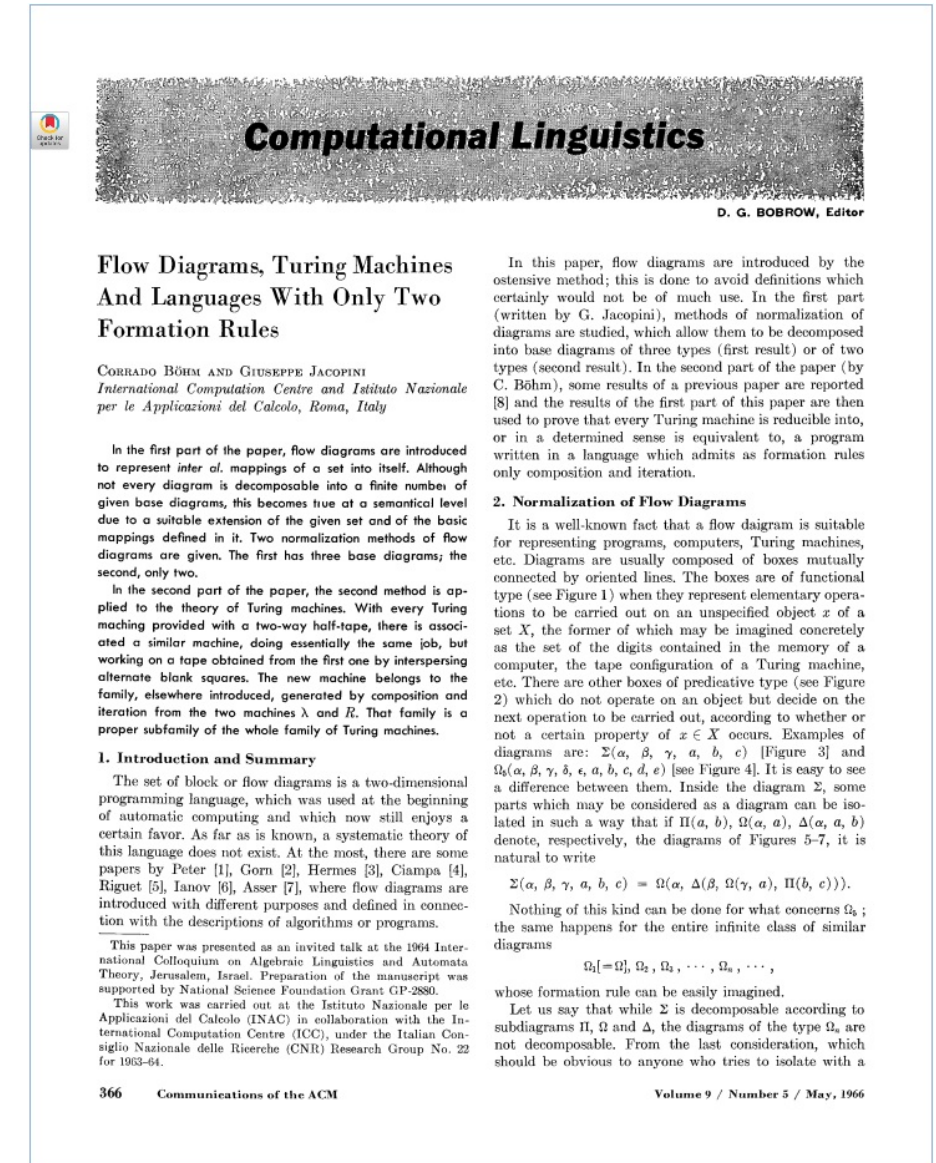 Check for
updates
Computational Linguistics
D. G. BOBROW, Editor
Flow Diagrams, Turing Machines
And Languages With Only Two
Formation Rules
CORRADO BÖHM AND GIUSEPPE JACOPINI
International Computation Centre and Istituto Nazionale
per le Applicazioni del Calcolo, Roma, Italy
In the first part of the paper, flow diagrams are introduced
to represent inter al. mappings of a set into itself. Although
not every diagram is decomposable into a finite number of
given base diagrams, this becomes true at a semantical level
due to a suitable extension of the given set and of the basic
mappings defined in it. Two normalization methods of flow
diagrams are given. The first has three base diagrams; the
second, only two.
In the second part of the paper, the second method is ap-
plied to the theory of Turing machines. With every Turing
maching provided with a two-way half-tape, there is associ-
ated a similar machine, doing essentially the same job, but
working on a tape obtained from the first one by interspersing
alternate blank squares. The new machine belongs to the
family, elsewhere introduced, generated by composition and
iteration from the two machines λ and R. That family is a
proper subfamily of the whole family of Turing machines.
1. Introduction and Summary
The set of block or flow diagrams is a two-dimensional
programming language, which was used at the beginning
of automatic computing and which now still enjoys a
certain favor. As far as is known, a systematic theory of
this language does not exist. At the most, there are some
papers by Peter [1], Gorn [2], Hermes [3], Ciampa [4],
Riguet [5], Ianov [6], Asser [7], where flow diagrams are
introduced with different purposes and defined in connec-
tion with the descriptions of algorithms or programs.
This paper was presented as an invited talk at the 1964 Inter-
national Colloquium on Algebraic Linguistics and Automata
Theory, Jerusalem, Israel. Preparation of the manuscript was
supported by National Science Foundation Grant GP-2880.
This work was carried out at the Istituto Nazionale per le
Applicazioni del Calcolo (INAC) in collaboration with the In-
ternational Computation Centre (ICC), under the Italian Con-
siglio Nazionale delle Ricerche (CNR) Research Group No. 22
for 1963–64.
In this paper, flow diagrams are introduced by the
ostensive method; this is done to avoid definitions which
certainly would not be of much use. In the first part
(written by G. Jacopini), methods of normalization of
diagrams are studied, which allow them to be decomposed
into base diagrams of three types (first result) or of two
types (second result). In the second part of the paper (by
C. Böhm), some results of a previous paper are reported
[8] and the results of the first part of this paper are then
used to prove that every Turing machine is reducible into,
or in a determined sense is equivalent to, a program
written in a language which admits as formation rules
only composition and iteration.
2. Normalization of Flow Diagrams
It is a well-known fact that a flow daigram is suitable
for representing programs, computers, Turing machines,
etc. Diagrams are usually composed of boxes mutually
connected by oriented lines. The boxes are of functional
type (see Figure 1) when they represent elementary opera-
tions to be carried out on an unspecified object x of a
set X, the former of which may be imagined concretely
as the set of the digits contained in the memory of a
computer, the tape configuration of a Turing machine,
etc. There are other boxes of predicative type (see Figure
2) which do not operate on an object but decide on the
next operation to be carried out, according to whether or
not a certain property of x ∈ X occurs. Examples of
diagrams are: Σ(α, β, γ, a, b, c) [Figure 3] and
Ω₅(α, β, γ, δ, ε, a, b, c, d, e) [see Figure 4]. It is easy to see
a difference between them. Inside the diagram Σ, some
parts which may be considered as a diagram can be iso-
lated in such a way that if Π(a, b), Ω(α, a), Δ(α, a, b)
denote, respectively, the diagrams of Figures 5–7, it is
natural to write
Σ(α, β, γ, a, b, c) = Ω(α, Δ(β, Ω(γ, a), Π(b, c))).
Nothing of this kind can be done for what concerns Ω₅ ;
the same happens for the entire infinite class of similar
diagrams
Ω₁[=Ω], Ω₂ , Ω₃ , ⋯ , Ωₙ , ⋯ ,
whose formation rule can be easily imagined.
Let us say that while Σ is decomposable according to
subdiagrams Π, Ω and Δ, the diagrams of the type Ωₙ are
not decomposable. From the last consideration, which
should be obvious to anyone who tries to isolate with a
366 Communications of the ACM
Volume 9 / Number 5 / May, 1966